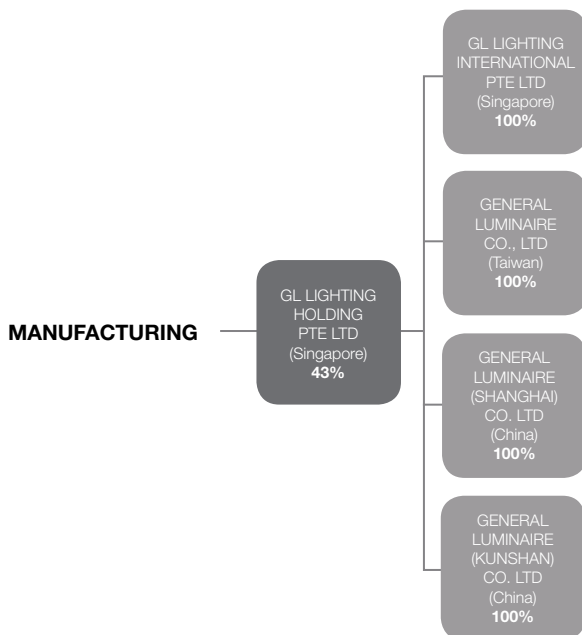 MANUFACTURING
GL LIGHTING
HOLDING
PTE LTD
(Singapore)
43%
GL LIGHTING
INTERNATIONAL
PTE LTD
(Singapore)
100%
GENERAL
LUMINAIRE
CO., LTD
(Taiwan)
100%
GENERAL
LUMINAIRE
(SHANGHAI)
CO. LTD
(China)
100%
GENERAL
LUMINAIRE
(KUNSHAN)
CO. LTD
(China)
100%